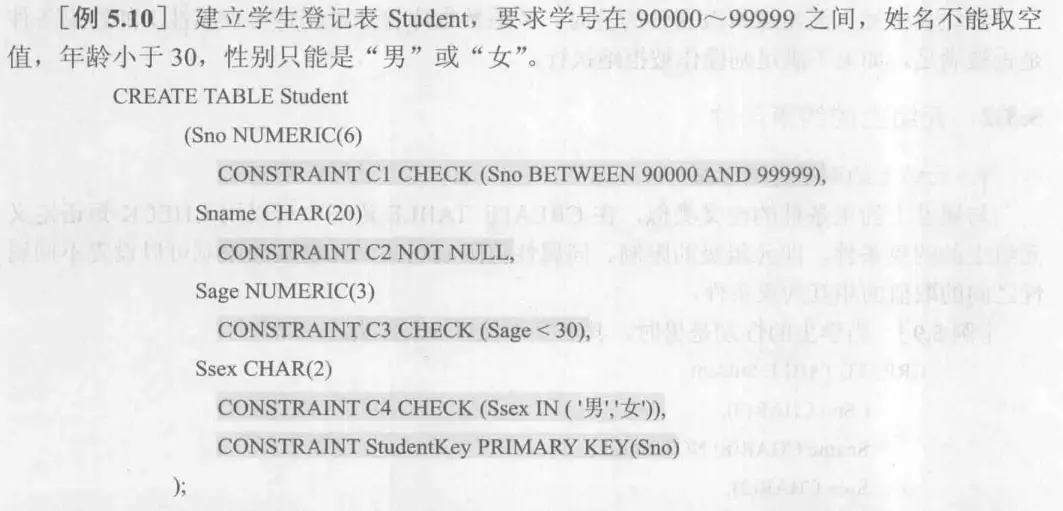 [例 5.10] 建立学生登记表 Student，要求学号在 90000～99999 之间，姓名不能取空
值，年龄小于 30，性别只能是“男”或“女”。
CREATE TABLE Student
(Sno NUMERIC(6)
CONSTRAINT C1 CHECK (Sno BETWEEN 90000 AND 99999),
Sname CHAR(20)
CONSTRAINT C2 NOT NULL,
Sage NUMERIC(3)
CONSTRAINT C3 CHECK (Sage > 30),
Ssex CHAR(2)
CONSTRAINT C4 CHECK (Ssex IN ( '男','女')),
CONSTRAINT StudentKey PRIMARY KEY(Sno)
);